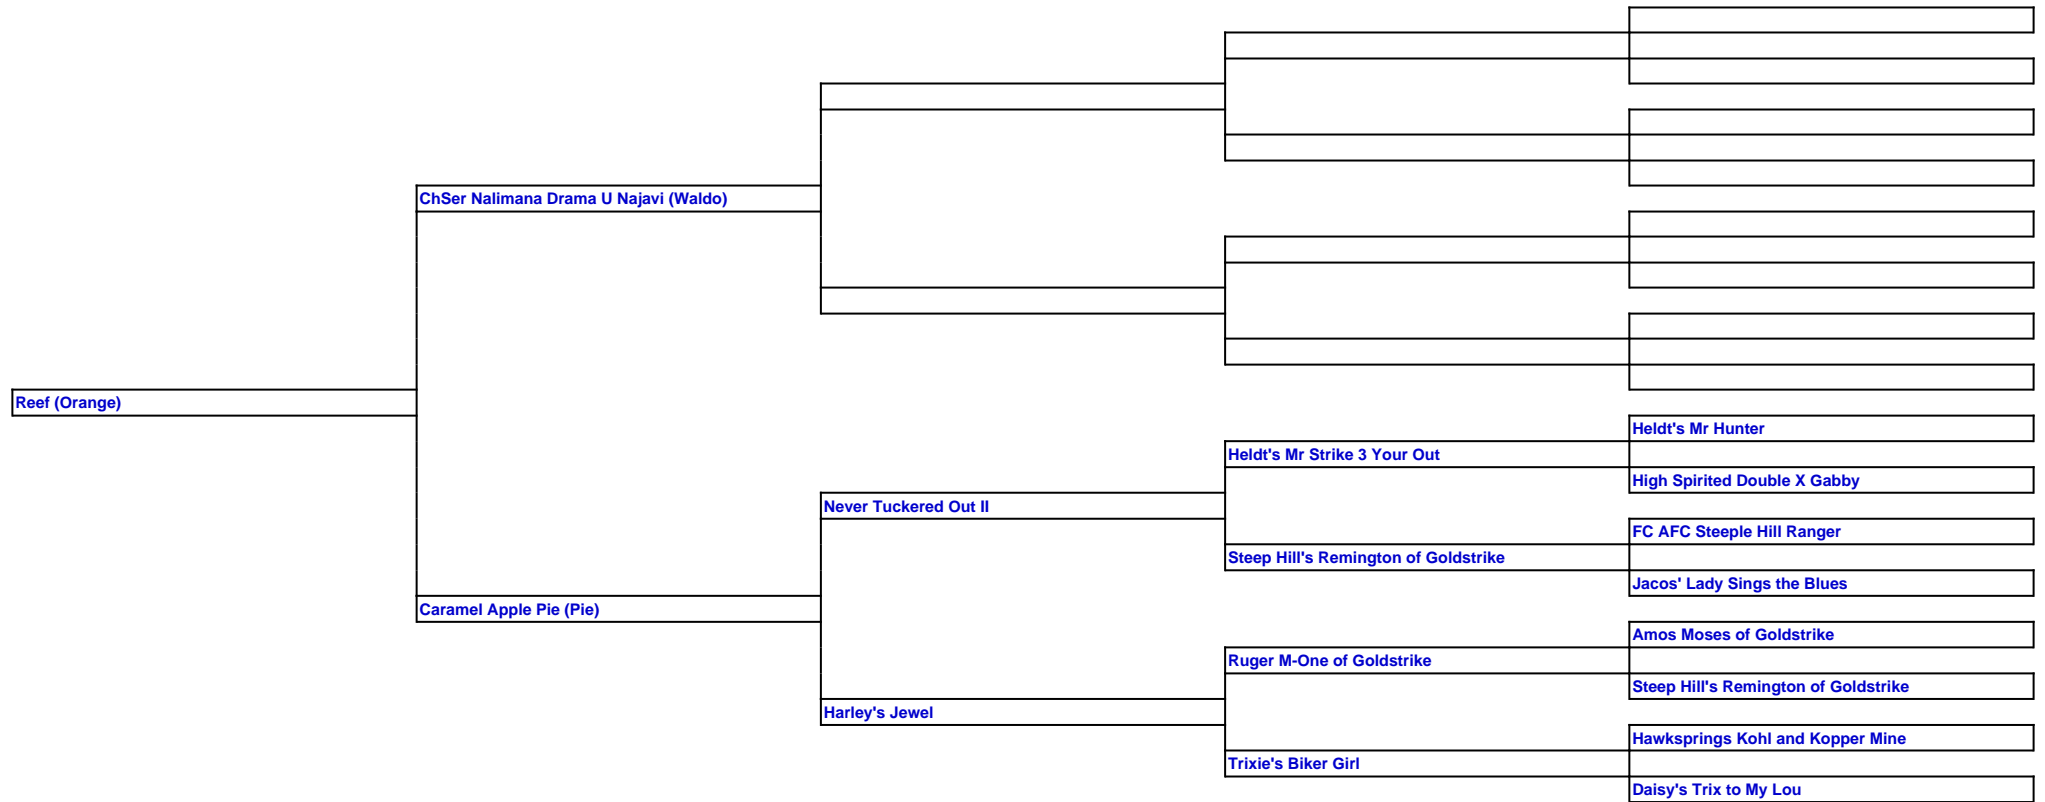 ChSer Nalimana Drama U Najavi (Waldo)
Reef (Orange)
Heldt's Mr Hunter
Heldt's Mr Strike 3 Your Out
High Spirited Double X Gabby
Never Tuckered Out II
FC AFC Steeple Hill Ranger
Steep Hill's Remington of Goldstrike
Jacos' Lady Sings the Blues
Caramel Apple Pie (Pie)
Amos Moses of Goldstrike
Ruger M-One of Goldstrike
Steep Hill's Remington of Goldstrike
Harley's Jewel
Hawksprings Kohl and Kopper Mine
Trixie's Biker Girl
Daisy's Trix to My Lou